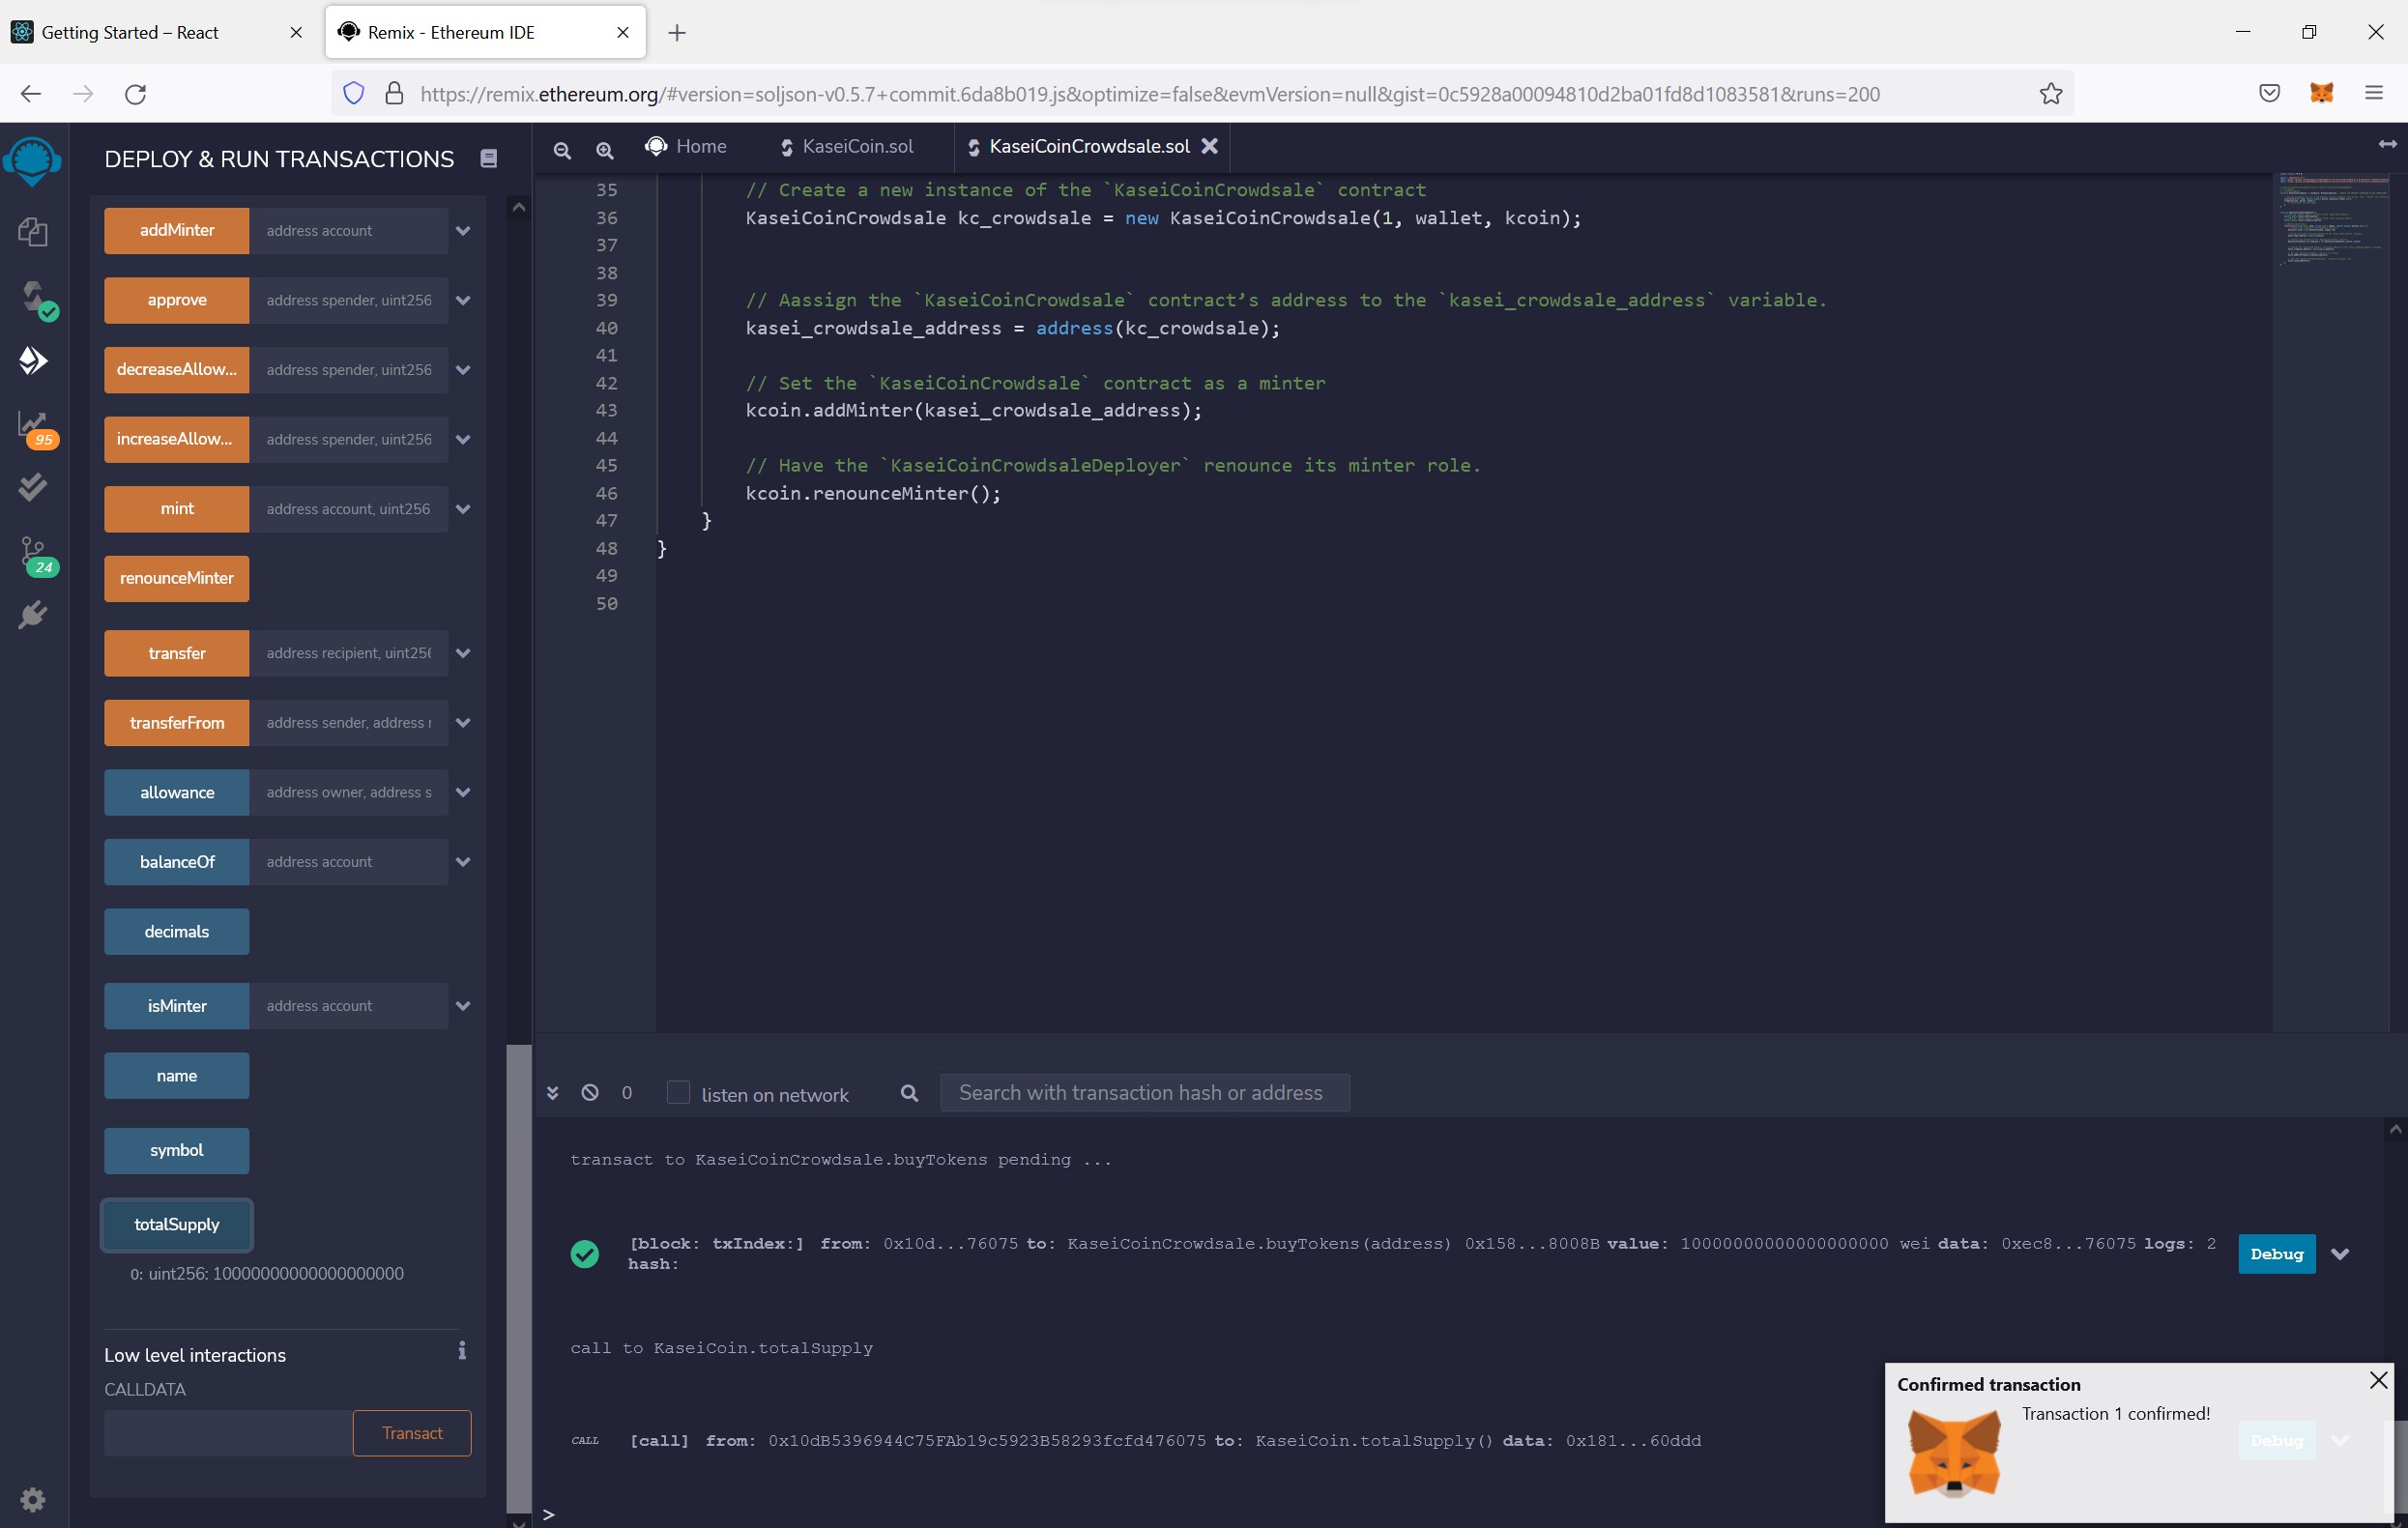 Getting Started – React
Remix - Ethereum IDE
https://remix.ethereum.org/#version=soljson-v0.5.7+commit.6da8b019.js&optimize=false&evmVersion=null&gist=0c5928a00094810d2ba01fd8d1083581&runs=200
DEPLOY & RUN TRANSACTIONS
Home
KaseiCoin.sol
KaseiCoinCrowdsale.sol
95
24
addMinter address account
approve address spender, uint256
decreaseAllow... address spender, uint256
increaseAllow... address spender, uint256
mint address account, uint256
renounceMinter
transfer address recipient, uint256
transferFrom address sender, address r
allowance address owner, address s
balanceOf address account
decimals
isMinter address account
name
symbol
totalSupply
0: uint256: 10000000000000000000
Low level interactions
CALLDATA
Transact
35 // Create a new instance of the `KaseiCoinCrowdsale` contract
36 KaseiCoinCrowdsale kc_crowdsale = new KaseiCoinCrowdsale(1, wallet, kcoin);
37
38
39 // Aassign the `KaseiCoinCrowdsale` contract’s address to the `kasei_crowdsale_address` variable.
40 kasei_crowdsale_address = address(kc_crowdsale);
41
42 // Set the `KaseiCoinCrowdsale` contract as a minter
43 kcoin.addMinter(kasei_crowdsale_address);
44
45 // Have the `KaseiCoinCrowdsaleDeployer` renounce its minter role.
46 kcoin.renounceMinter();
47 }
48 }
49
50
0 listen on network Search with transaction hash or address
transact to KaseiCoinCrowdsale.buyTokens pending ...
[block: txIndex:] from: 0x10d...76075 to: KaseiCoinCrowdsale.buyTokens(address) 0x158...8008B value: 10000000000000000000 wei data: 0xec8...76075 logs: 2
hash:
Debug
call to KaseiCoin.totalSupply
CALL [call] from: 0x10dB5396944C75FAb19c5923B58293fcfd476075 to: KaseiCoin.totalSupply() data: 0x181...60ddd
Debug
>
Confirmed transaction
Transaction 1 confirmed!